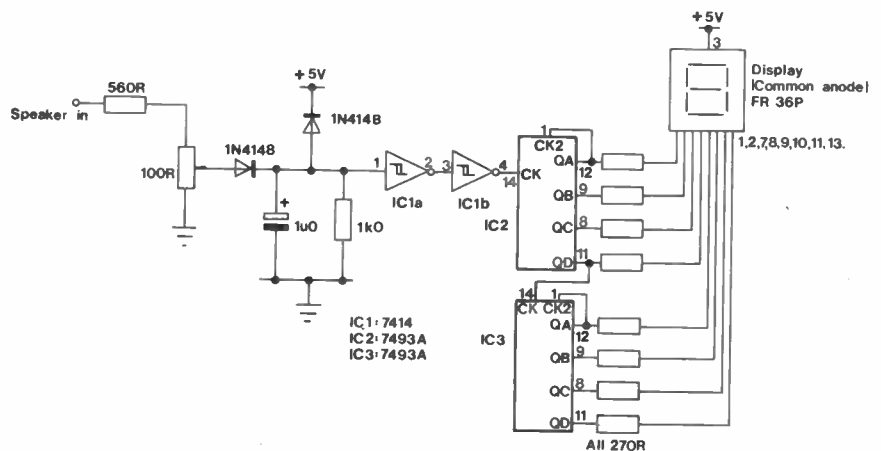 +5V
3
Display
(Common anode)
FR 36P
1,2,7,8,9,10,11,13.
560R
Speaker in
+5V
1N4148
1N4148
100R
+
1u0
1k0
1
2
3
4
IC1a
IC1b
14
CK
1
CK2
QA
12
QB
9
QC
8
QD
11
IC2
IC1: 7414
IC2: 7493A
IC3: 7493A
14
CK
1
CK2
QA
12
QB
9
QC
8
QD
11
IC3
All 270R